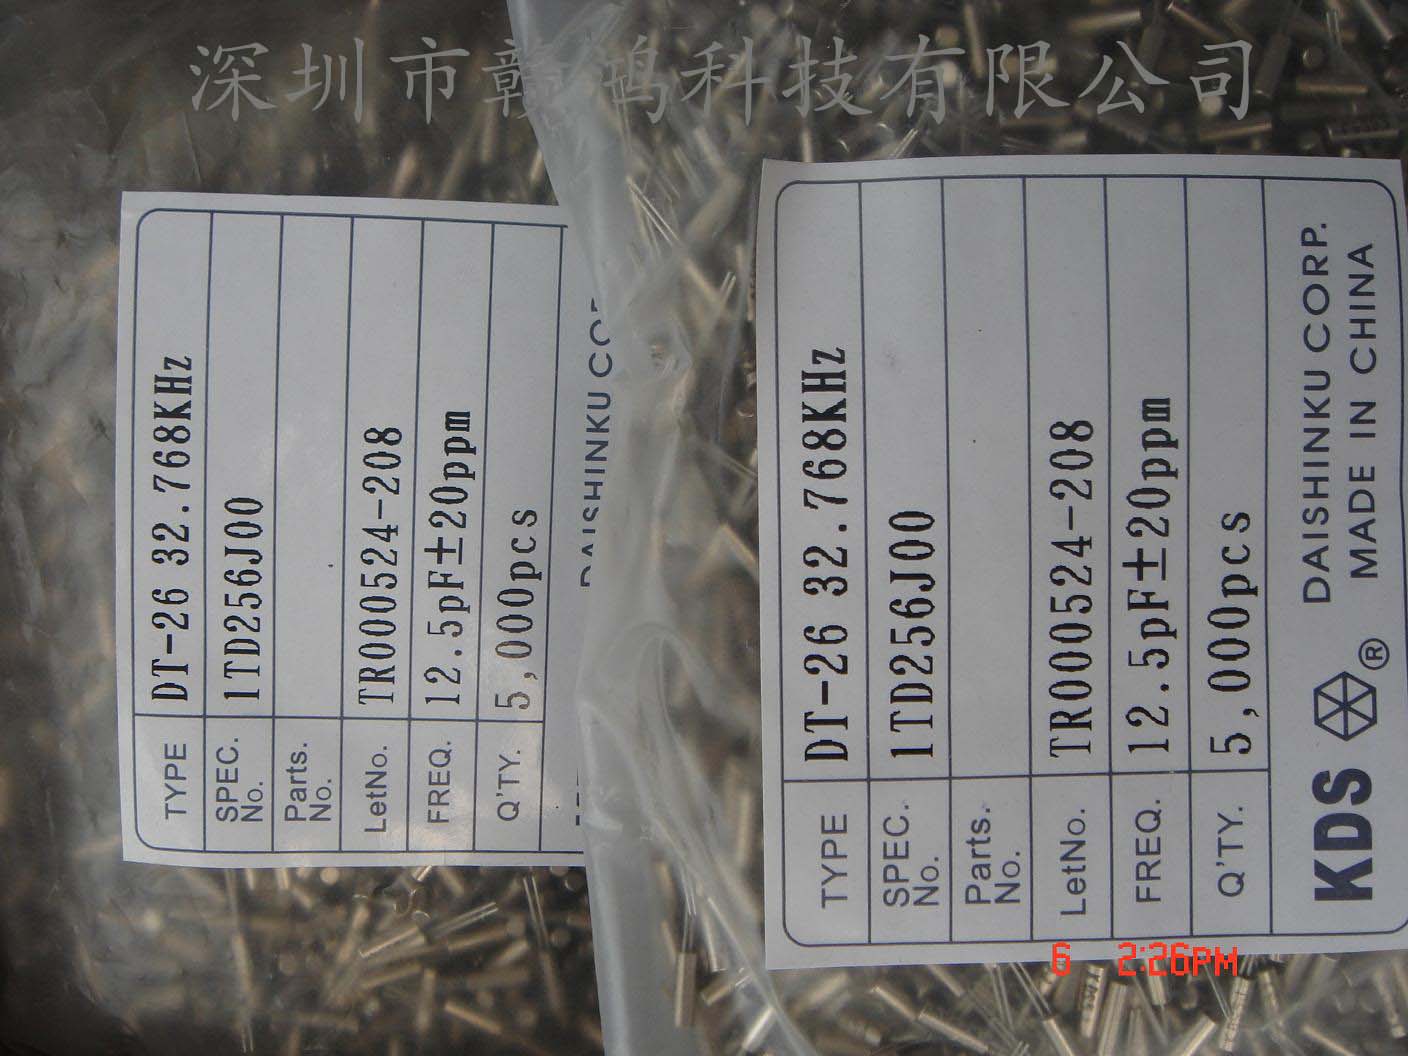 深圳市赣鸿科技有限公司
TYPE DT-26 32.768KHz
SPEC. No. 1TD256J00
Parts. No.
LetNo. TR000524-208
FREQ. 12.5pF±20ppm
Q'TY. 5,000pcs
DAISHINKU CO
TYPE DT-26 32.768KHz
SPEC. No. 1TD256J00
Parts. No.
LetNo. TR000524-208
FREQ. 12.5pF±20ppm
Q'TY. 5,000pcs
KDS ® DAISHINKU CORP.
MADE IN CHINA
6 2:26PM